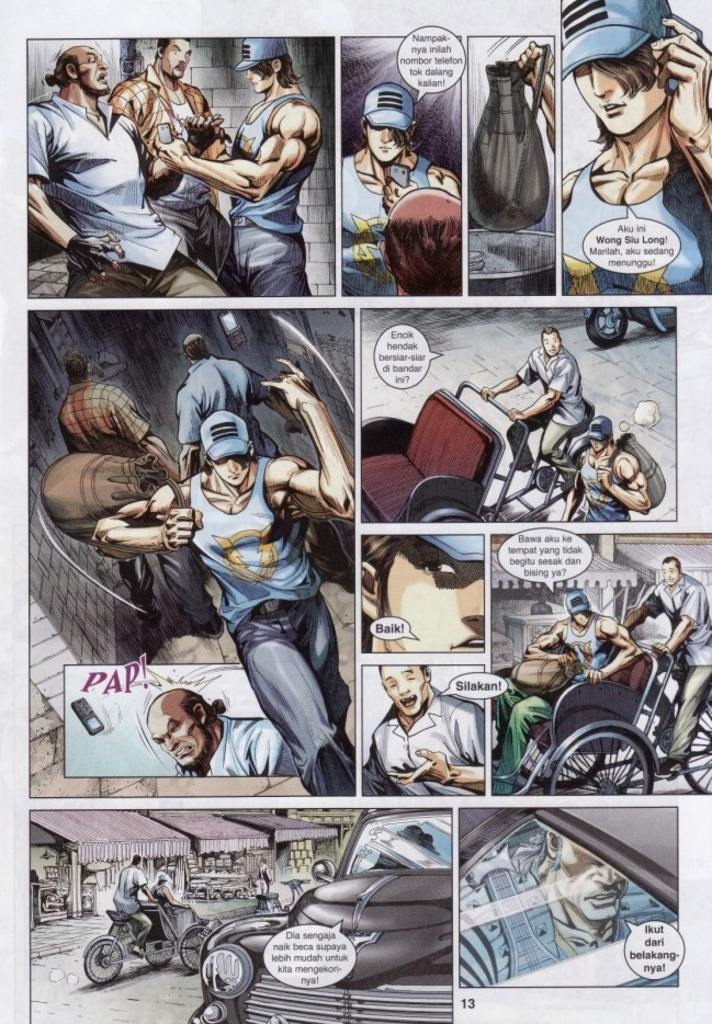 Nampak-
nya inilah
nombor telefon
tok dalang
kalian!
Aku ini
Wong Siu Long!
Marilah, aku sedang
menunggu!
Encik
hendak
bersiar-siar
di bandar
ini?
PAP!
Baik!
Bawa aku ke
tempat yang tidak
begitu sesak dan
bising ya?
Silakan!
Dia sengaja
naik beca supaya
lebih mudah untuk
kita mengekori-
nya!
Ikut
dari
belakang-
nya!
13